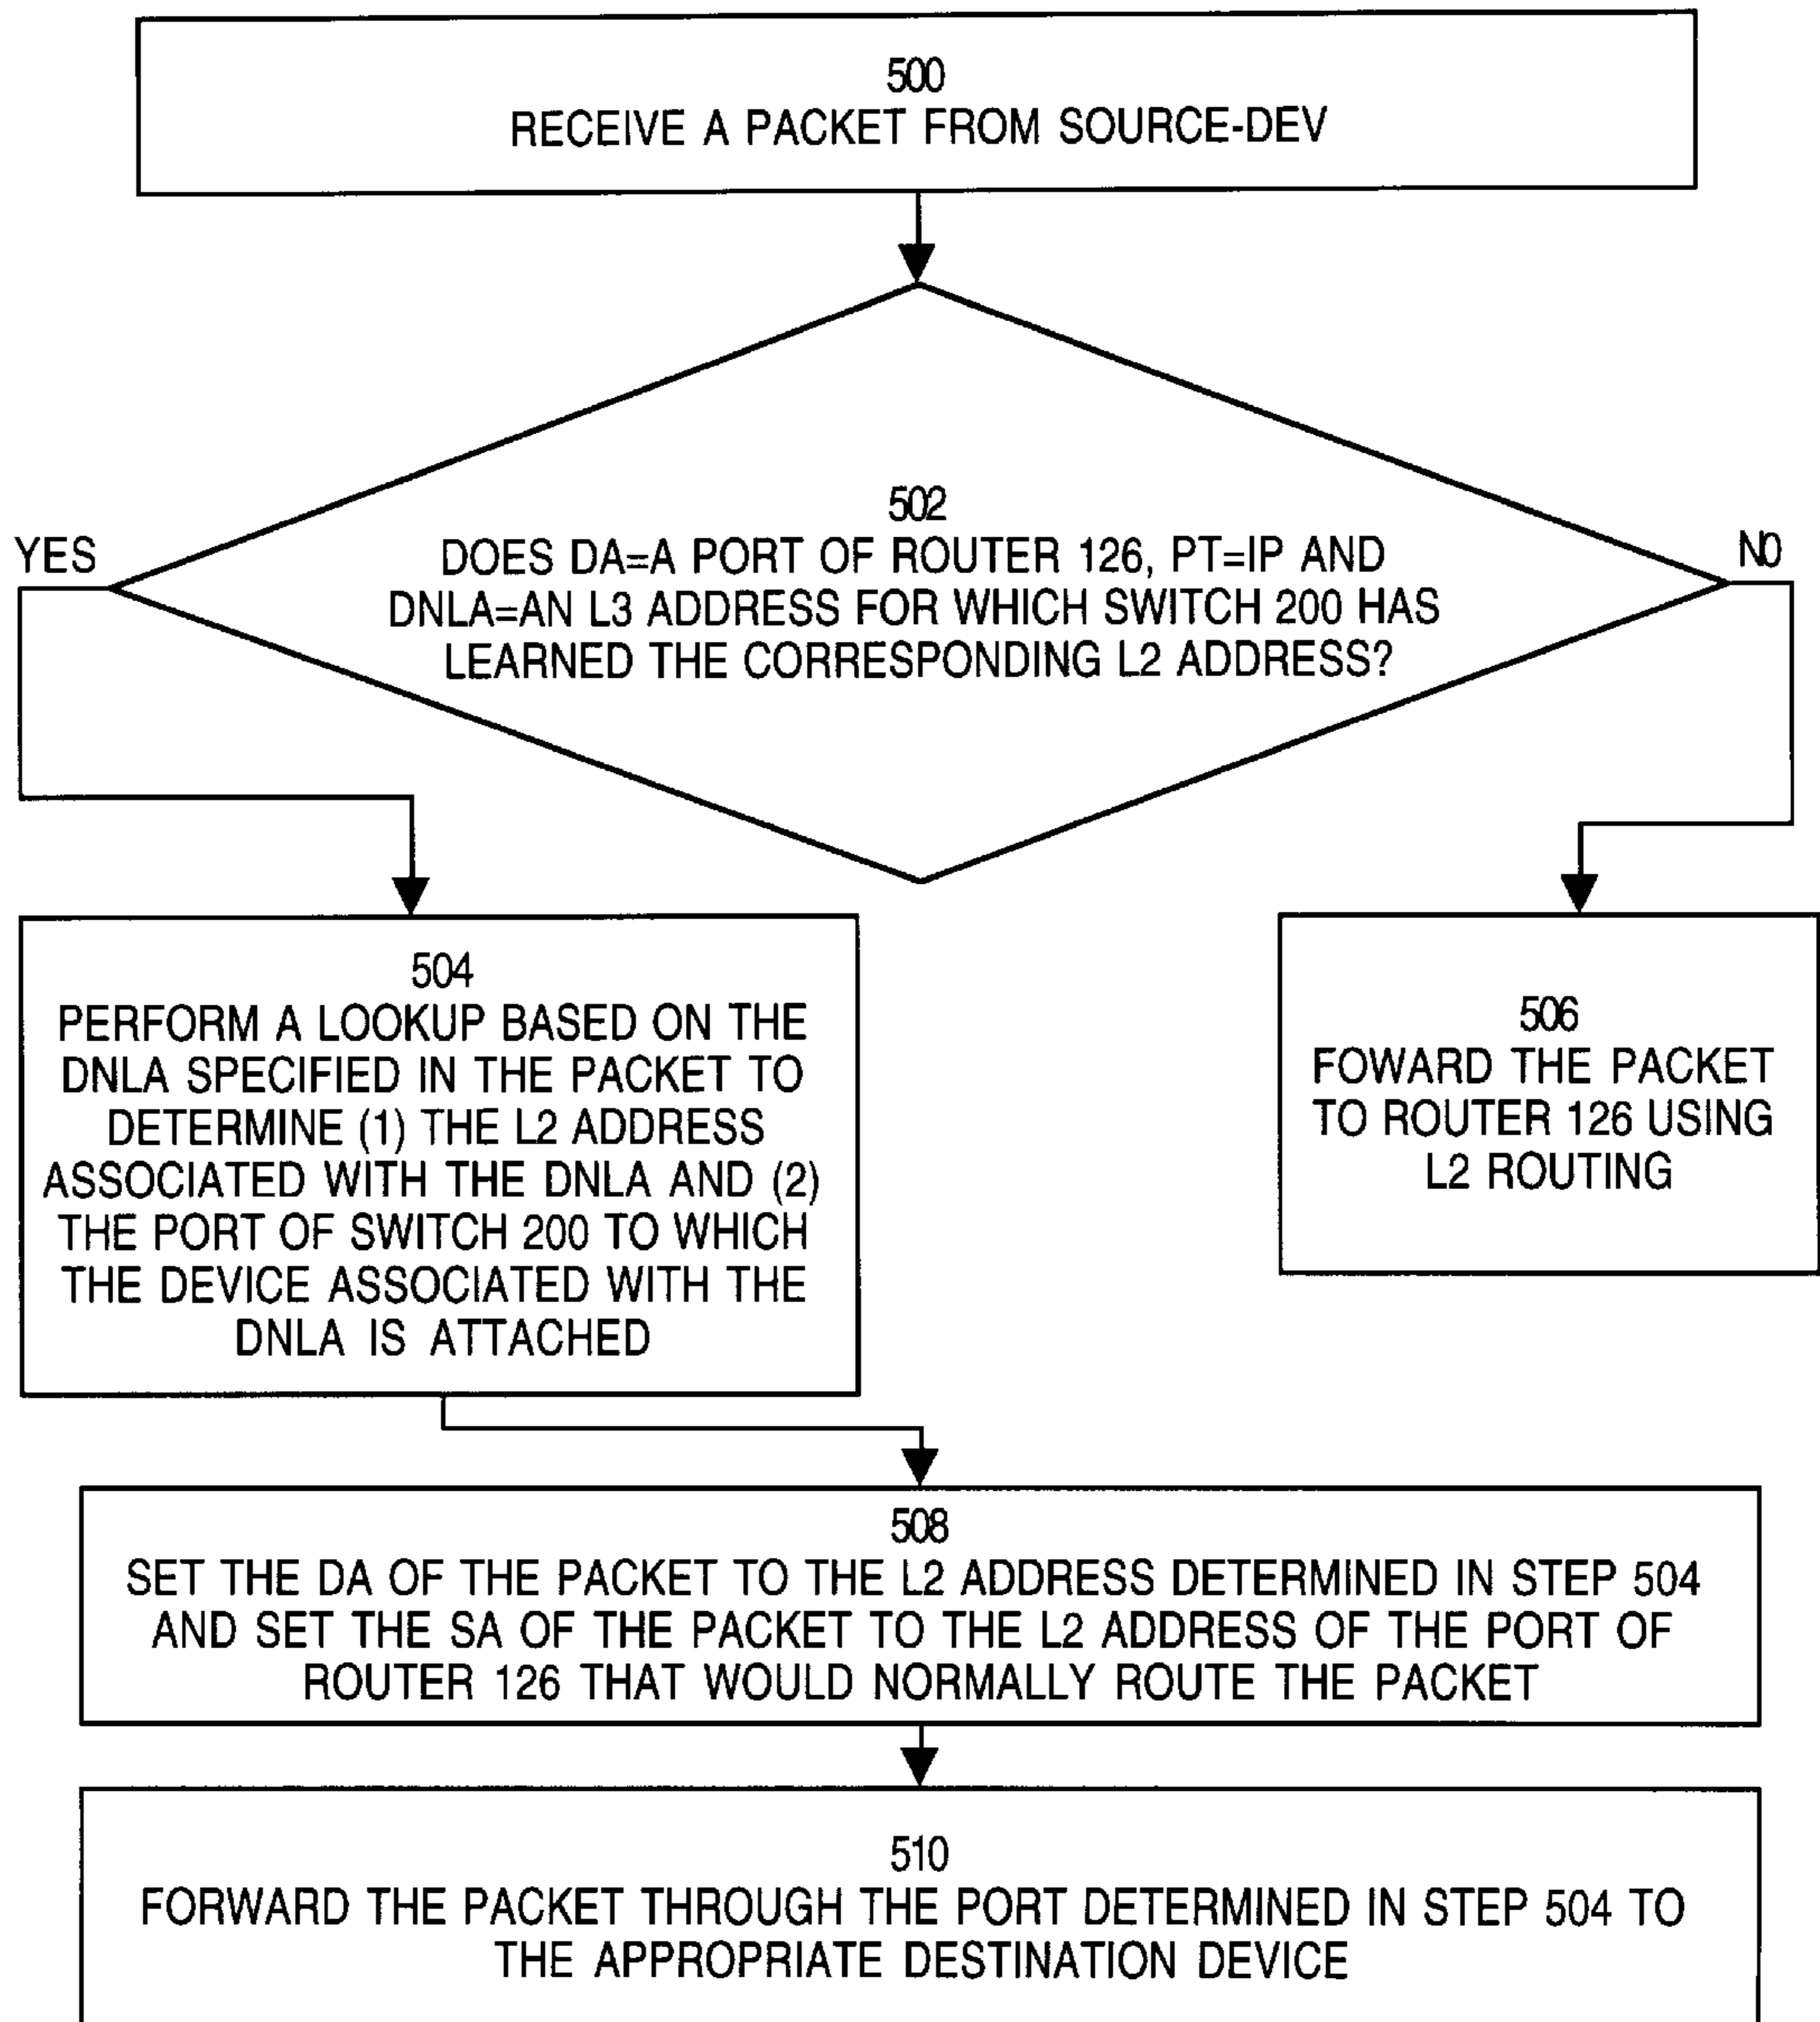 500
RECEIVE A PACKET FROM SOURCE-DEV
502
DOES DA=A PORT OF ROUTER 126, PT=IP AND
DNLA=AN L3 ADDRESS FOR WHICH SWITCH 200 HAS
LEARNED THE CORRESPONDING L2 ADDRESS?
YES
NO
504
PERFORM A LOOKUP BASED ON THE
DNLA SPECIFIED IN THE PACKET TO
DETERMINE (1) THE L2 ADDRESS
ASSOCIATED WITH THE DNLA AND (2)
THE PORT OF SWITCH 200 TO WHICH
THE DEVICE ASSOCIATED WITH THE
DNLA IS ATTACHED
506
FOWARD THE PACKET
TO ROUTER 126 USING
L2 ROUTING
508
SET THE DA OF THE PACKET TO THE L2 ADDRESS DETERMINED IN STEP 504
AND SET THE SA OF THE PACKET TO THE L2 ADDRESS OF THE PORT OF
ROUTER 126 THAT WOULD NORMALLY ROUTE THE PACKET
510
FORWARD THE PACKET THROUGH THE PORT DETERMINED IN STEP 504 TO
THE APPROPRIATE DESTINATION DEVICE